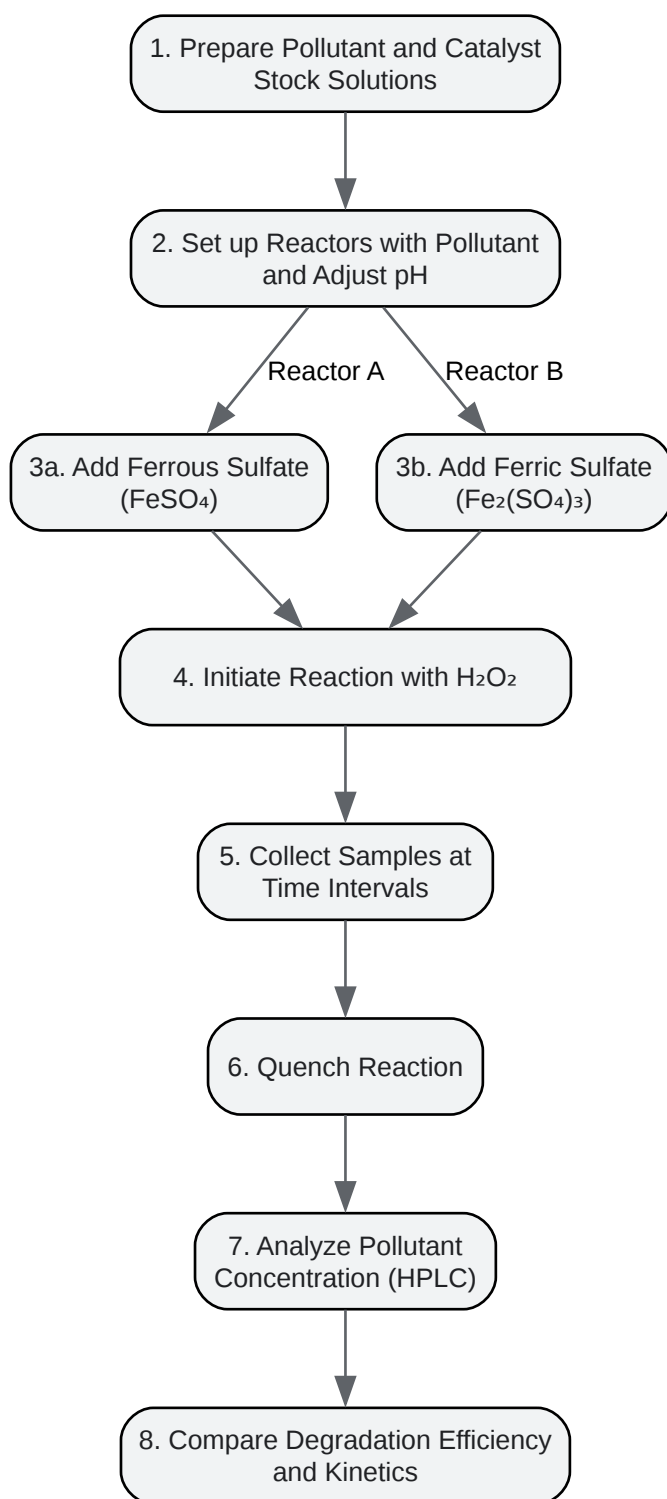 1. Prepare Pollutant and Catalyst
Stock Solutions
2. Set up Reactors with Pollutant
and Adjust pH
Reactor A
Reactor B
3a. Add Ferrous Sulfate
(FeSO₄)
3b. Add Ferric Sulfate
(Fe₂(SO₄)₃)
4. Initiate Reaction with H₂O₂
5. Collect Samples at
Time Intervals
6. Quench Reaction
7. Analyze Pollutant
Concentration (HPLC)
8. Compare Degradation Efficiency
and Kinetics